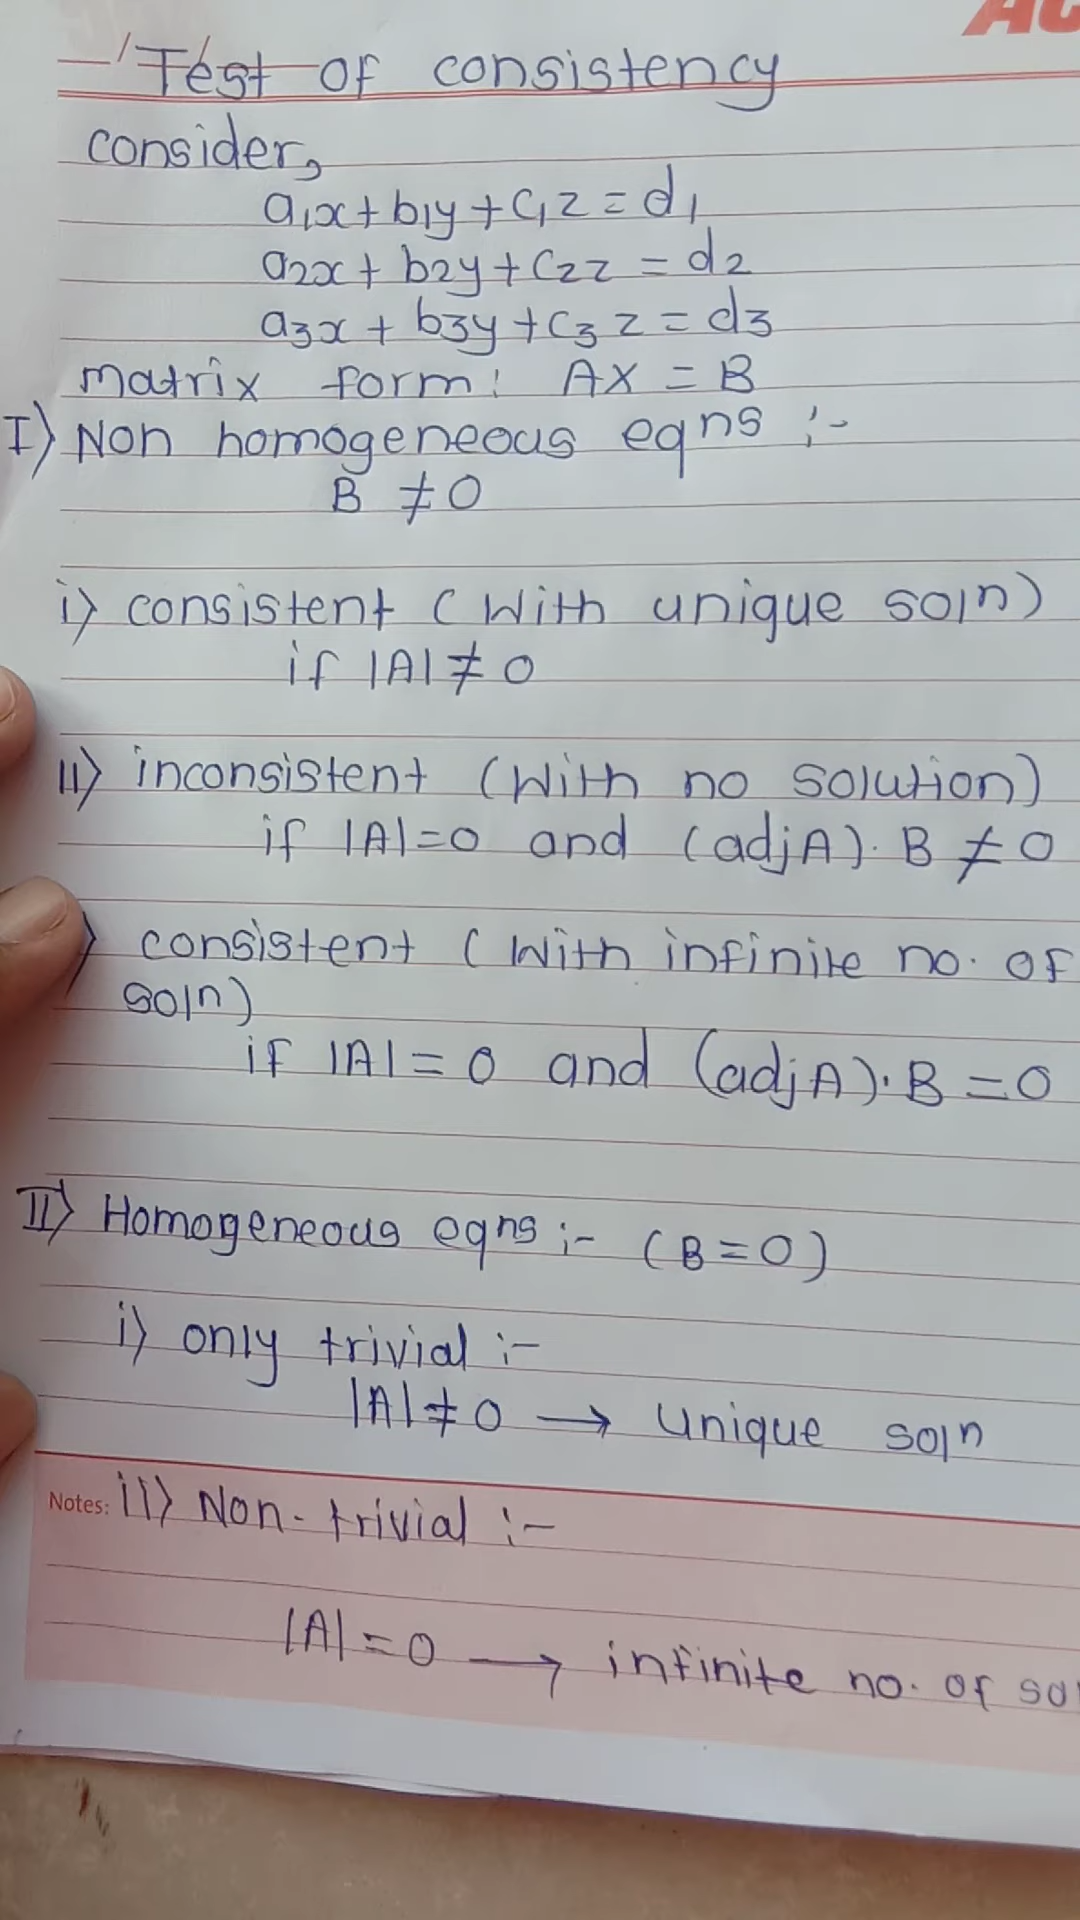 Test of consistency
consider,
a1x + b1y + c1z = d1
a2x + b2y + c2z = d2
a3x + b3y + c3z = d3
matrix form: AX = B
I) Non homogeneous eqns :-
B ≠ 0
i) consistent (with unique soln)
if |A| ≠ 0
ii) inconsistent (with no solution)
if |A| = 0 and (adjA). B ≠ 0
) consistent (with infinite no. of
soln)
if |A| = 0 and (adjA). B = 0
II) Homogeneous eqns :- (B = 0)
i) only trivial :-
|A| ≠ 0 → unique soln
Notes: ii) Non-trivial :-
|A| = 0 → infinite no. of